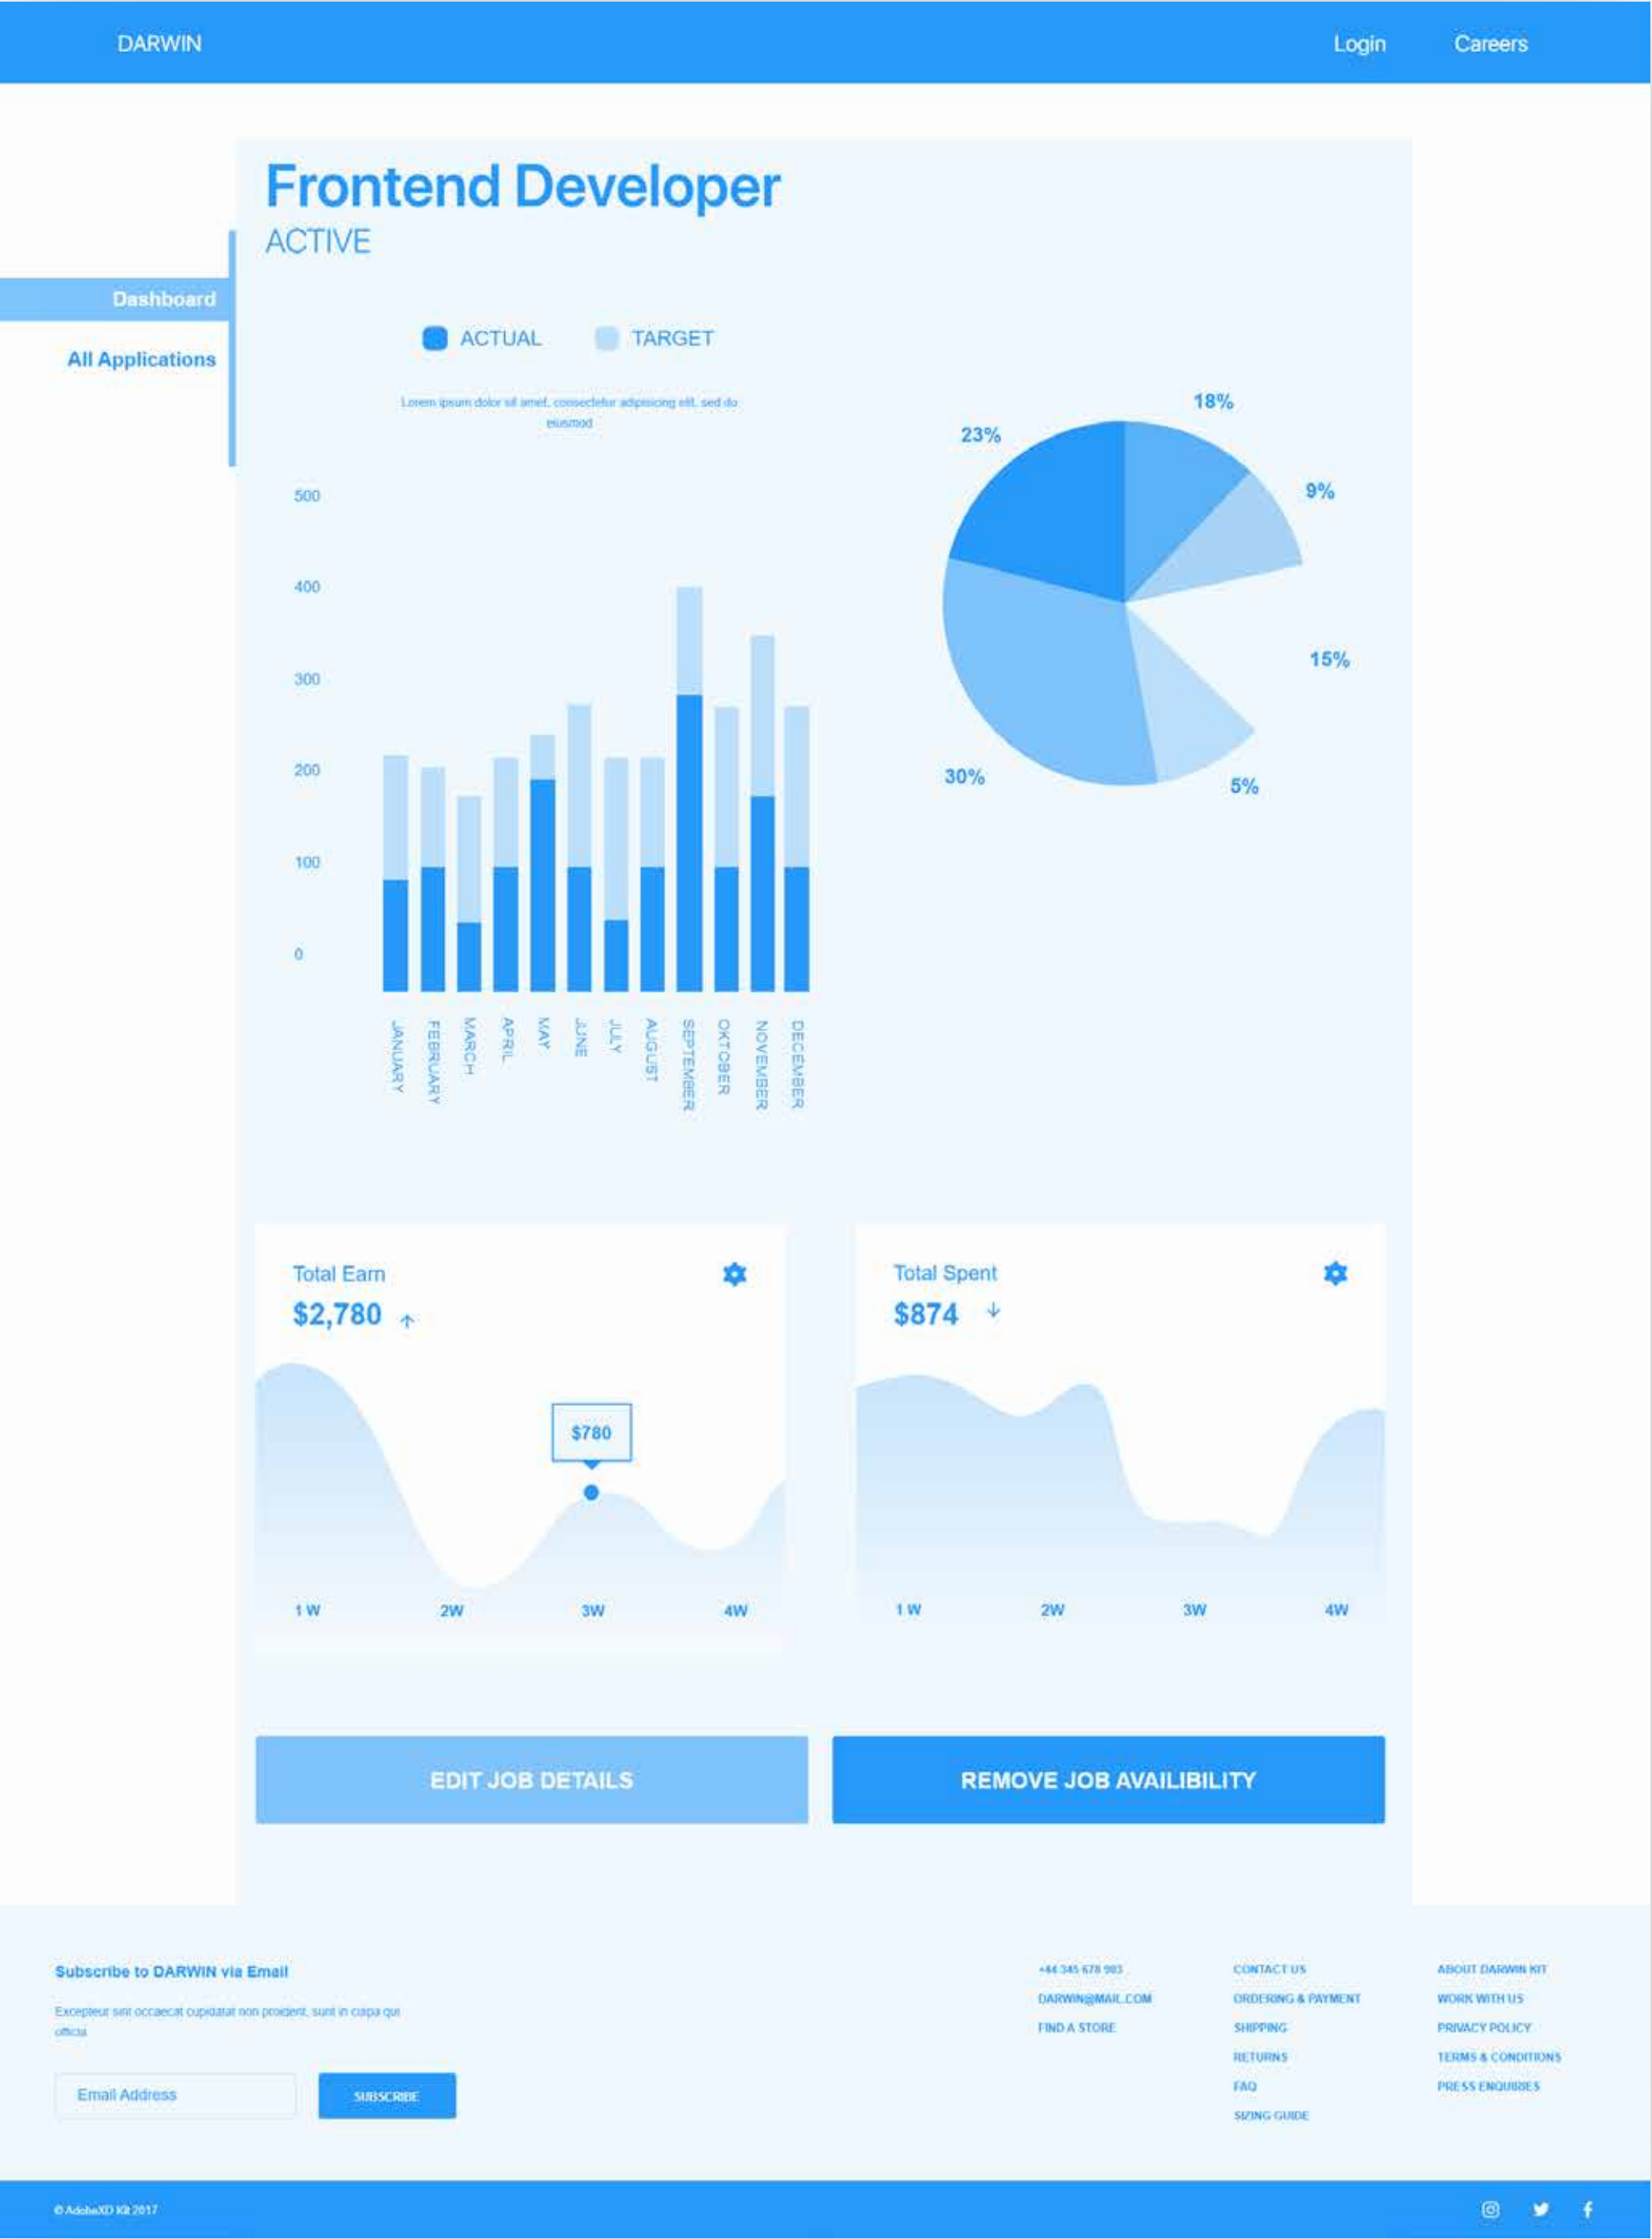 DARWIN
Login
Careers
Frontend Developer
ACTIVE
Dashboard
All Applications
ACTUAL
TARGET
Lorem ipsum dolor sit amet, consectetur adipisicing elit, sed do
eiusmod
500
400
300
200
100
0
JANUARY
FEBRUARY
MARCH
APRIL
MAY
JUNE
JULY
AUGUST
SEPTEMBER
OKTOBER
NOVEMBER
DECEMBER
18%
23%
9%
15%
30%
5%
Total Earn
$2,780
$780
1 W
2W
3W
4W
Total Spent
$874
1 W
2W
3W
4W
EDIT JOB DETAILS
REMOVE JOB AVAILIBILITY
Subscribe to DARWIN via Email
Excepteur sint occaecat cupidatat non proident, sunt in culpa qui
officia
Email Address
SUBSCRIBE
+44 345 678 903
DARWIN@MAIL.COM
FIND A STORE
CONTACT US
ORDERING & PAYMENT
SHIPPING
RETURNS
FAQ
SIZING GUIDE
ABOUT DARWIN KIT
WORK WITH US
PRIVACY POLICY
TERMS & CONDITIONS
PRESS ENQUIRIES
© AdobeXD Kit 2017